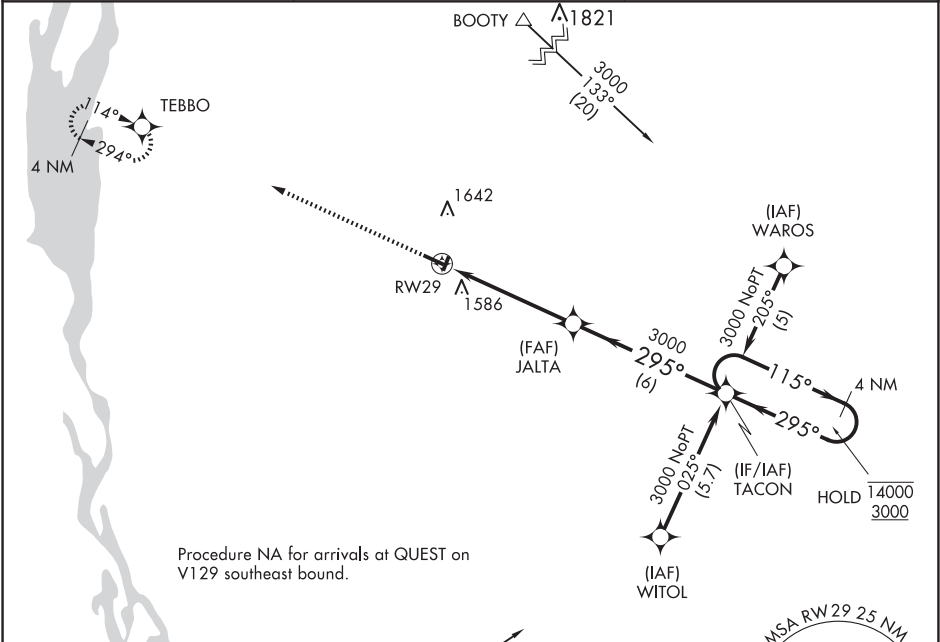 BOOTY
1821
3000
133°
(20)
TEBBO
114°
294°
4 NM
1642
RW29
1586
(IAF)
WAROS
3000 NoPT
205°
(5)
(FAF)
JALTA
3000
295°
(6)
115°
4 NM
295°
(IF/IAF)
TACON
HOLD 14000
3000
3000 NoPT
025°
(5.7)
(IAF)
WITOL
Procedure NA for arrivals at QUEST on
V129 southeast bound.
MSA RW29 25 NM